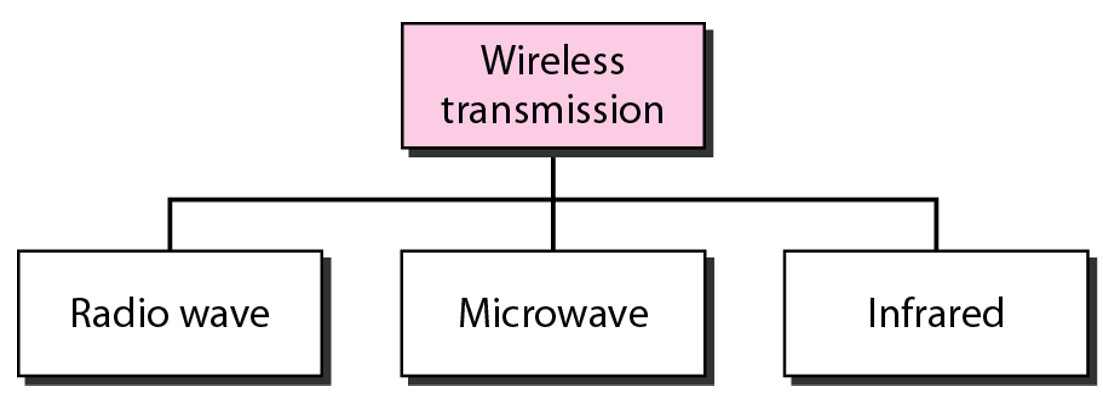 Wireless
transmission
Radio wave
Microwave
Infrared